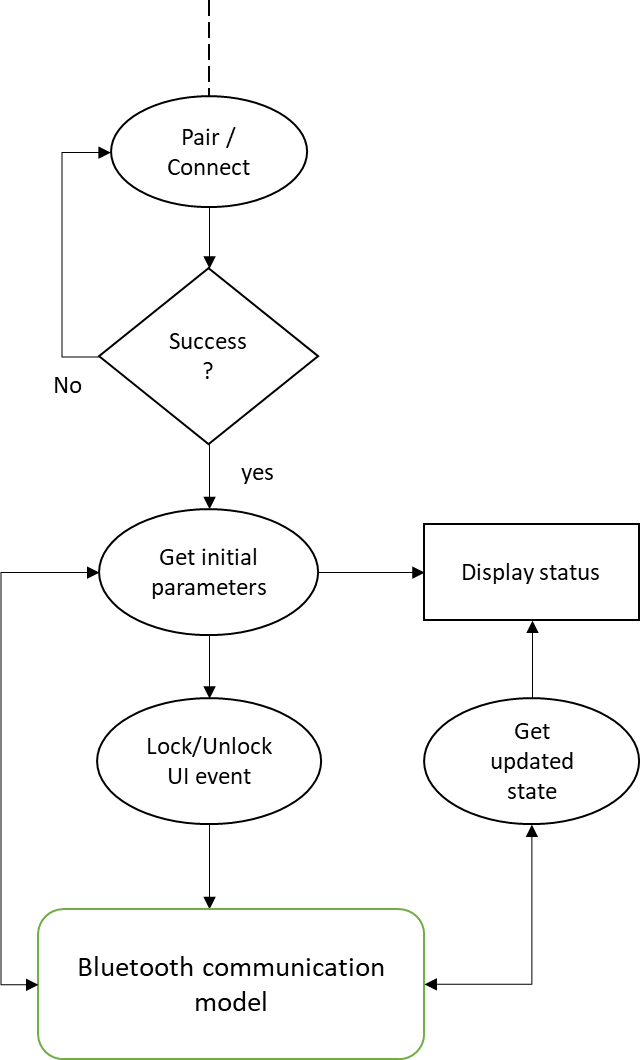 Pair /
Connect
Success
?
No
yes
Get initial
parameters
Display status
Lock/Unlock
UI event
Get
updated
state
Bluetooth communication
model